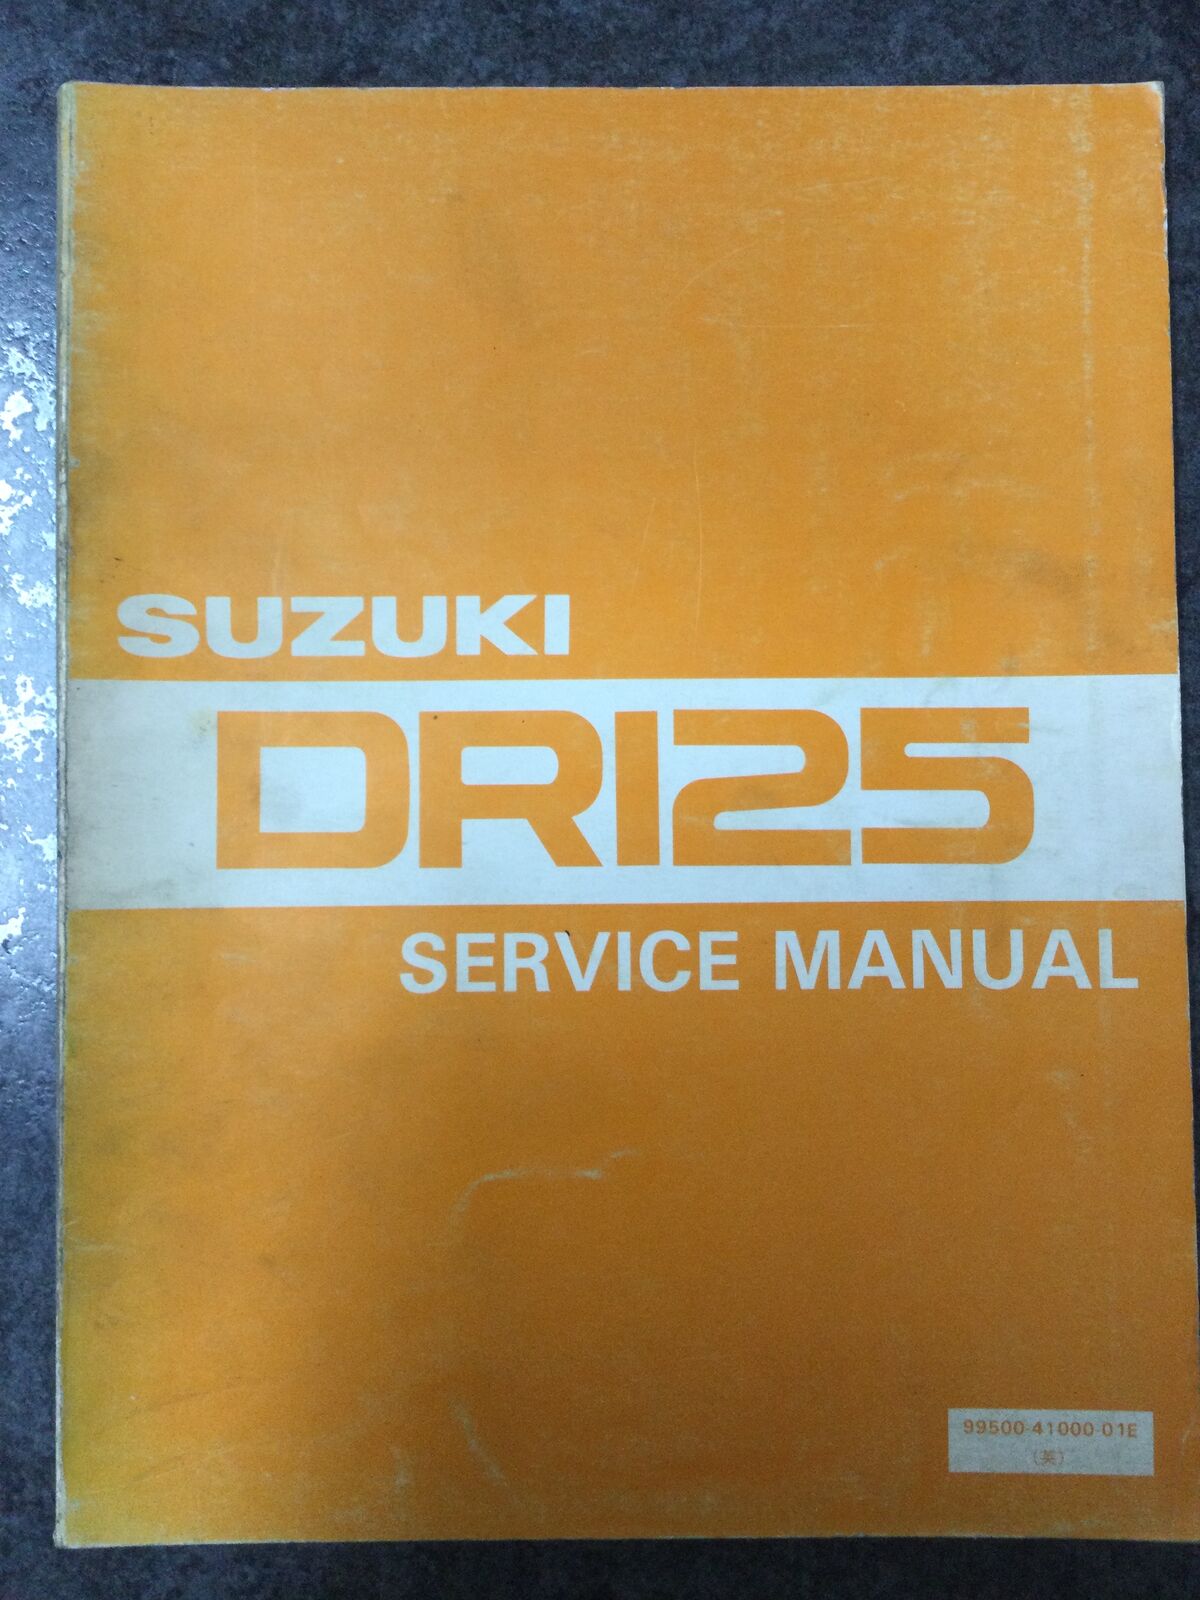 SUZUKI
DR125
SERVICE MANUAL
99500-41000-01E
(英)